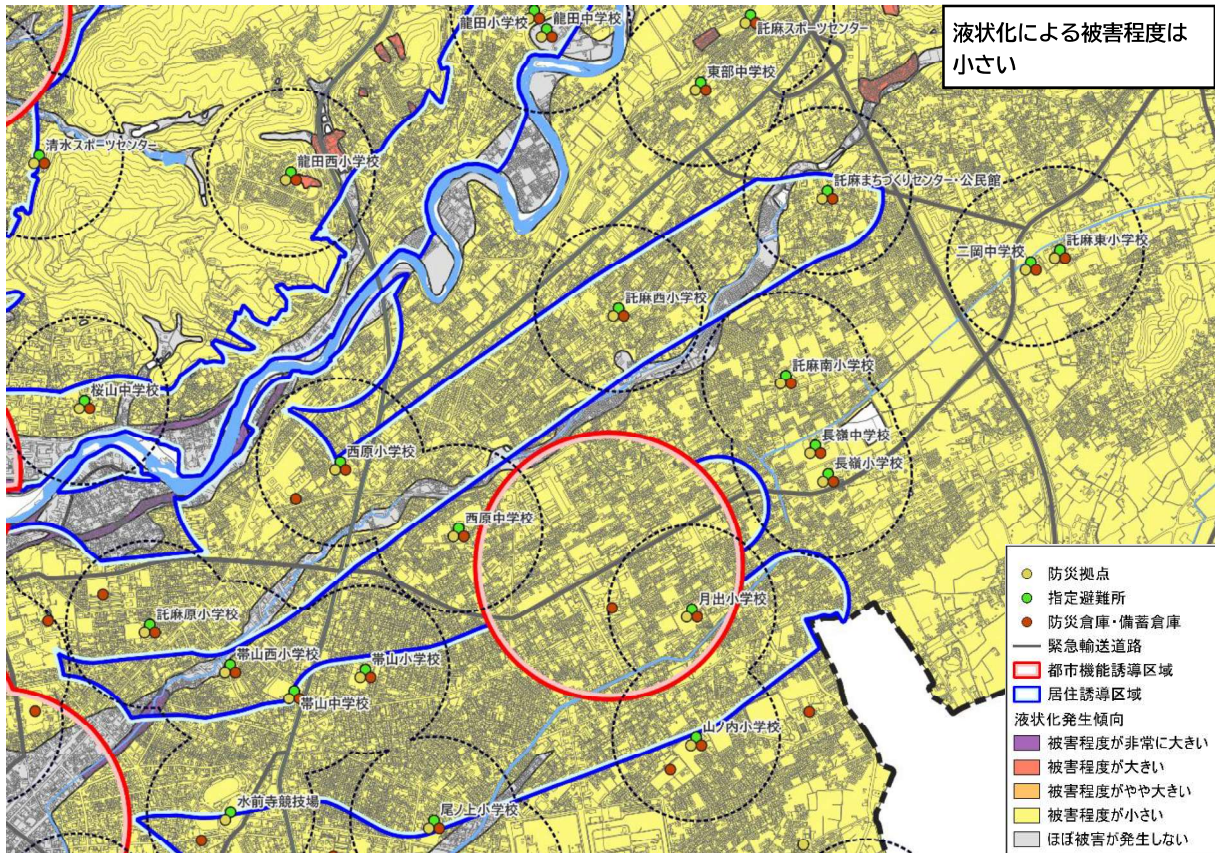 液状化による被害程度は
小さい
龍田小学校
龍田中学校
託麻スポーツセンター
東部中学校
清水スポーツセンター
龍田西小学校
託麻まちづくりセンター・公民館
二岡中学校
託麻東小学校
託麻西小学校
託麻南小学校
桜山中学校
長嶺中学校
西原小学校
長嶺小学校
西原中学校
月出小学校
託麻原小学校
帯山西小学校
帯山小学校
帯山中学校
山ノ内小学校
水前寺競技場
尾ノ上小学校
防災拠点
指定避難所
防災倉庫・備蓄倉庫
緊急輸送道路
都市機能誘導区域
居住誘導区域
液状化発生傾向
被害程度が非常に大きい
被害程度が大きい
被害程度がやや大きい
被害程度が小さい
ほぼ被害が発生しない